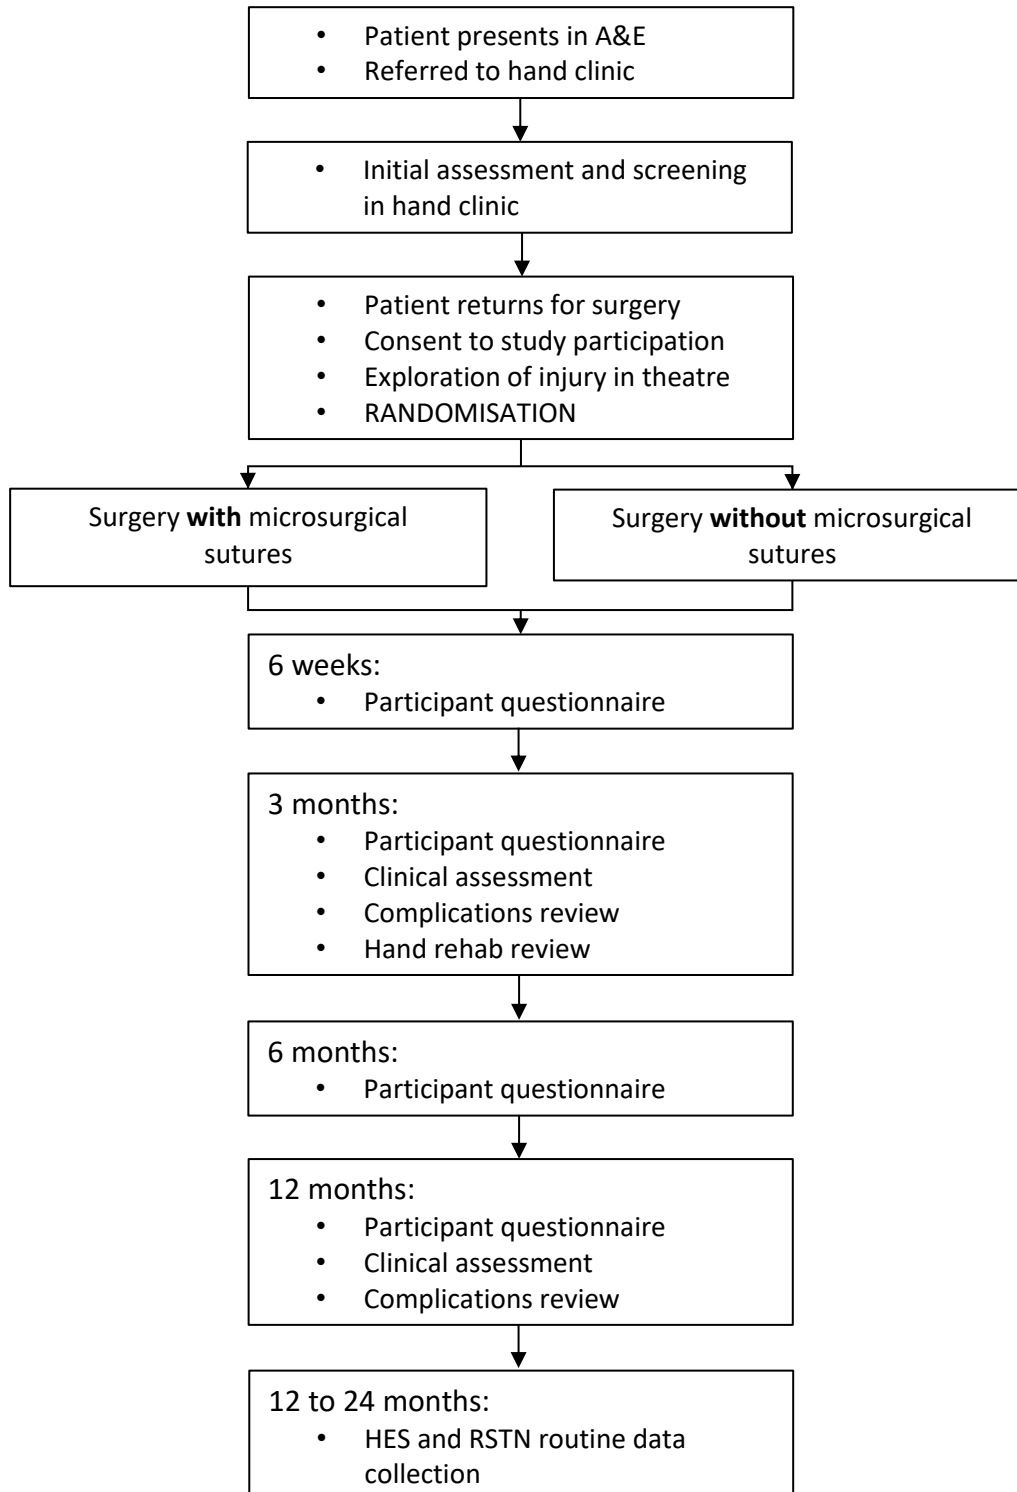 • Patient presents in A&E
• Referred to hand clinic
• Initial assessment and screening
in hand clinic
• Patient returns for surgery
• Consent to study participation
• Exploration of injury in theatre
• RANDOMISATION
Surgery with microsurgical
sutures
Surgery without microsurgical
sutures
6 weeks:
• Participant questionnaire
3 months:
• Participant questionnaire
• Clinical assessment
• Complications review
• Hand rehab review
6 months:
• Participant questionnaire
12 months:
• Participant questionnaire
• Clinical assessment
• Complications review
12 to 24 months:
• HES and RSTN routine data
collection